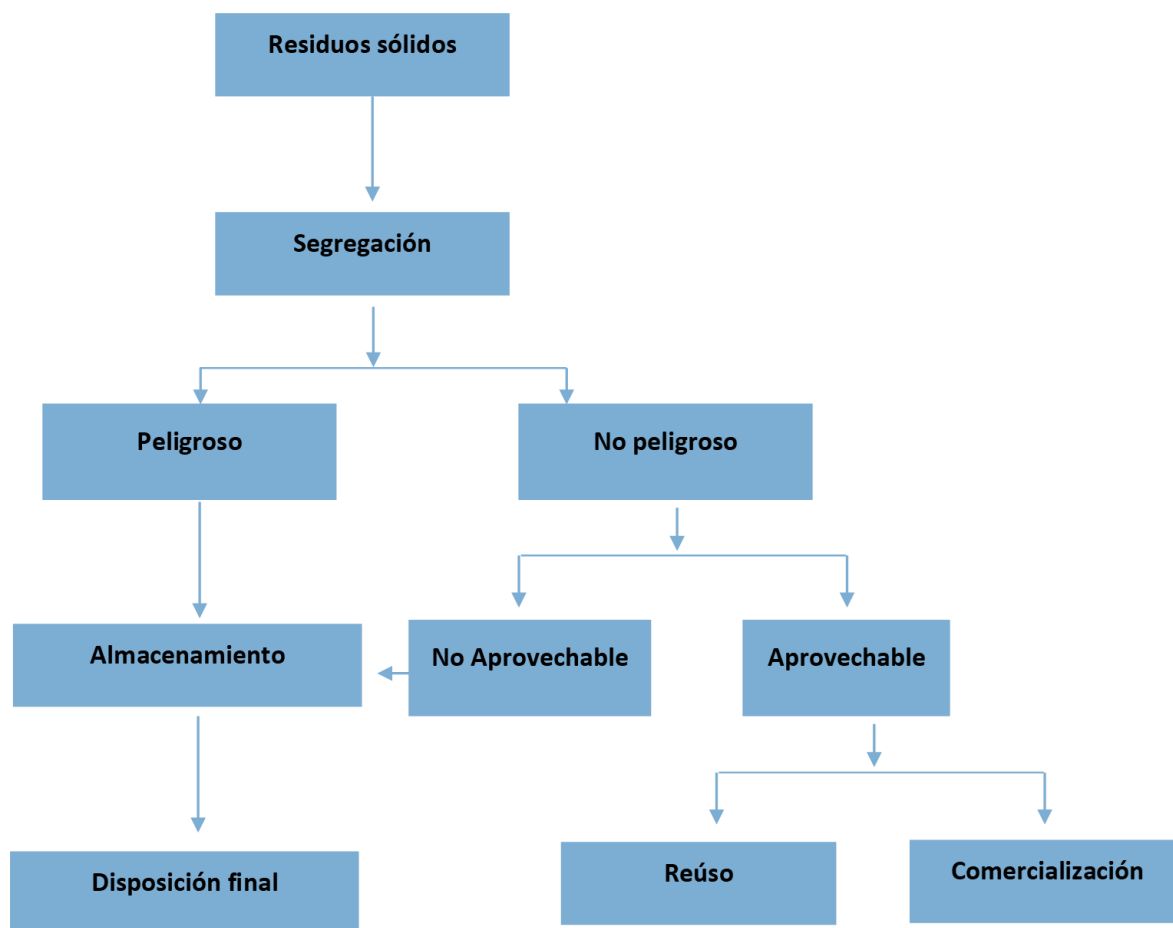 Residuos sólidos
Segregación
Peligroso
No peligroso
Almacenamiento
No Aprovechable
Aprovechable
Disposición final
Reúso
Comercialización